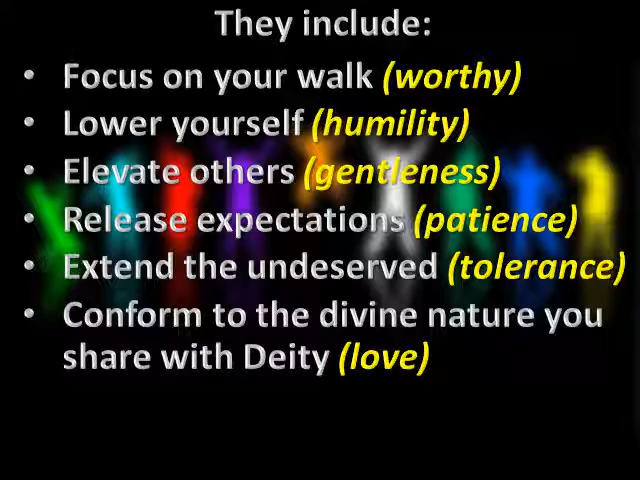 They include:
• Focus on your walk (worthy)
• Lower yourself (humility)
• Elevate others (gentleness)
• Release expectations (patience)
• Extend the undeserved (tolerance)
• Conform to the divine nature you
share with Deity (love)